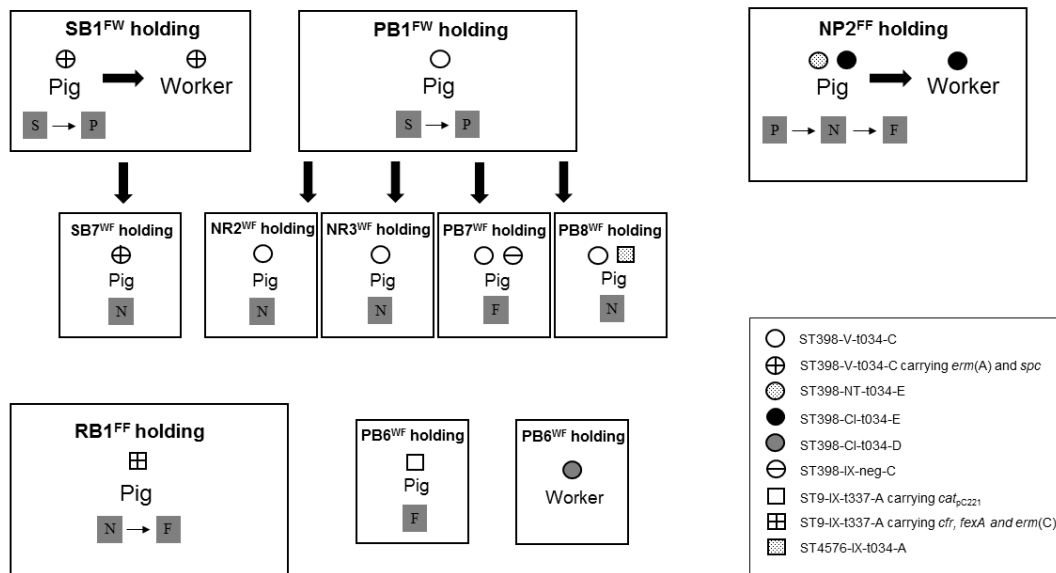 SB1FW holding
Pig
Worker
S
P
PB1FW holding
Pig
S
P
NP2FF holding
Pig
Worker
P
N
F
SB7WF holding
Pig
N
NR2WF holding
Pig
N
NR3WF holding
Pig
N
PB7WF holding
Pig
F
PB8WF holding
Pig
N
RB1FF holding
Pig
N
F
PB6WF holding
Pig
F
PB6WF holding
Worker
ST398-V-t034-C
ST398-V-t034-C carrying erm(A) and spc
ST398-NT-t034-E
ST398-CI-t034-E
ST398-CI-t034-D
ST398-IX-neg-C
ST9-IX-t337-A carrying catpC221
ST9-IX-t337-A carrying cfr, fexA and erm(C)
ST4576-IX-t034-A